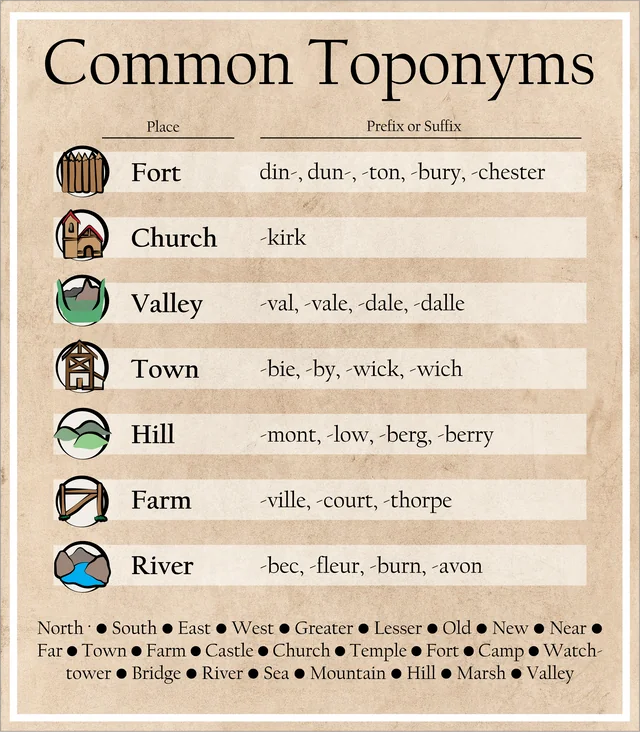 Common Toponyms
Place Prefix or Suffix
Fort din-, dun-, -ton, -bury, -chester
Church -kirk
Valley -val, -vale, -dale, -dalle
Town -bie, -by, -wick, -wich
Hill -mont, -low, -berg, -berry
Farm -ville, -court, -thorpe
River -bec, -fleur, -burn, -avon
North · ● South ● East ● West ● Greater ● Lesser ● Old ● New ● Near ●
Far ● Town ● Farm ● Castle ● Church ● Temple ● Fort ● Camp ● Watch-
tower ● Bridge ● River ● Sea ● Mountain ● Hill ● Marsh ● Valley